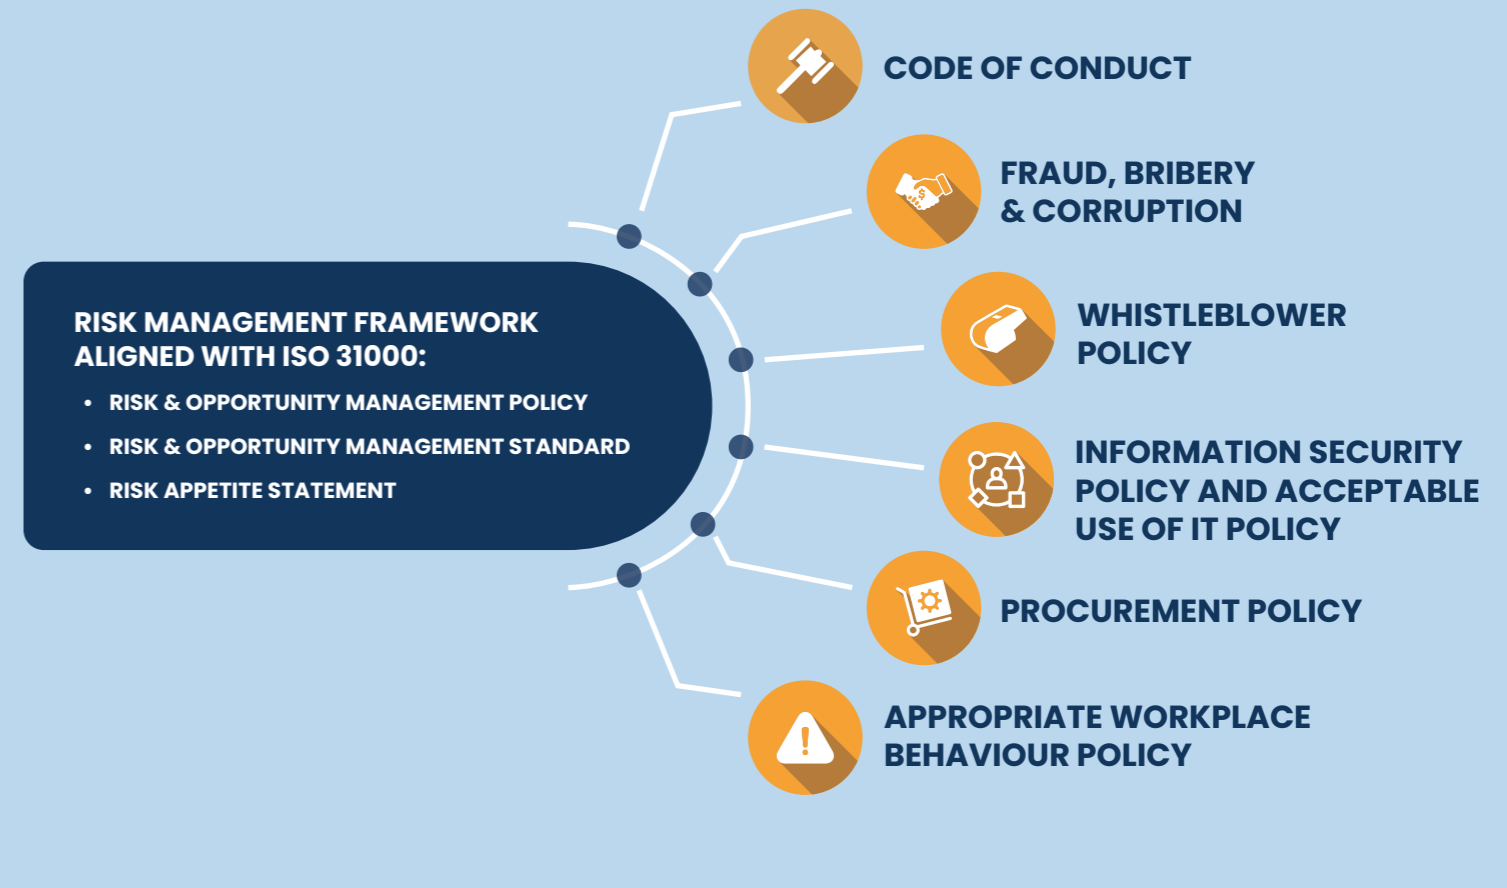 RISK MANAGEMENT FRAMEWORK
ALIGNED WITH ISO 31000:
• RISK & OPPORTUNITY MANAGEMENT POLICY
• RISK & OPPORTUNITY MANAGEMENT STANDARD
• RISK APPETITE STATEMENT
CODE OF CONDUCT
FRAUD, BRIBERY
& CORRUPTION
WHISTLEBLOWER
POLICY
INFORMATION SECURITY
POLICY AND ACCEPTABLE
USE OF IT POLICY
PROCUREMENT POLICY
APPROPRIATE WORKPLACE
BEHAVIOUR POLICY